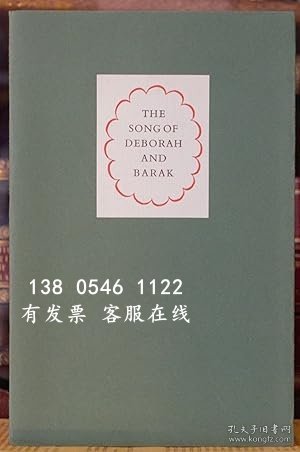 THE
SONG OF
DEBORAH
AND
BARAK
138 0546 1122
有发票 客服在线
孔夫子旧书网
kongfz.com